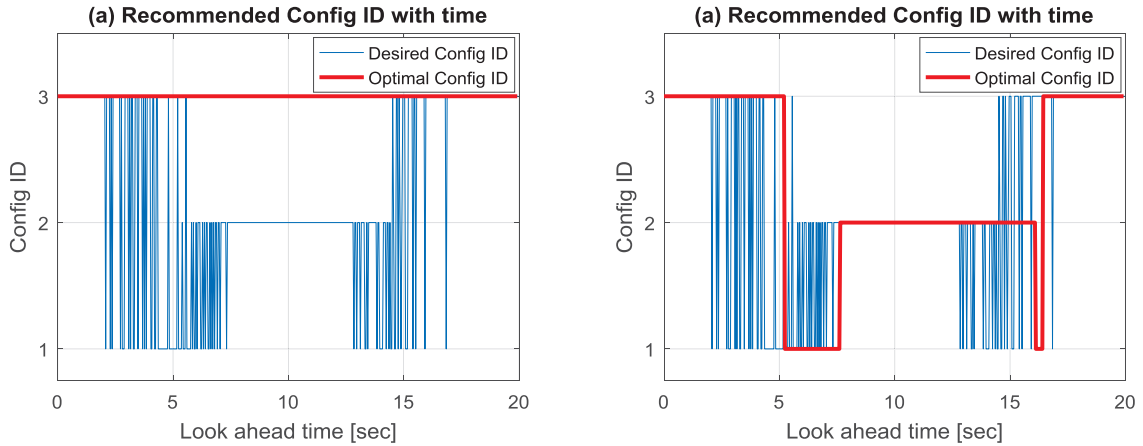 (a) Recommended Config ID with time
Desired Config ID
Optimal Config ID
3
2
1
Config ID
0
5
10
15
20
Look ahead time [sec]
(a) Recommended Config ID with time
Desired Config ID
Optimal Config ID
3
2
1
Config ID
0
5
10
15
20
Look ahead time [sec]